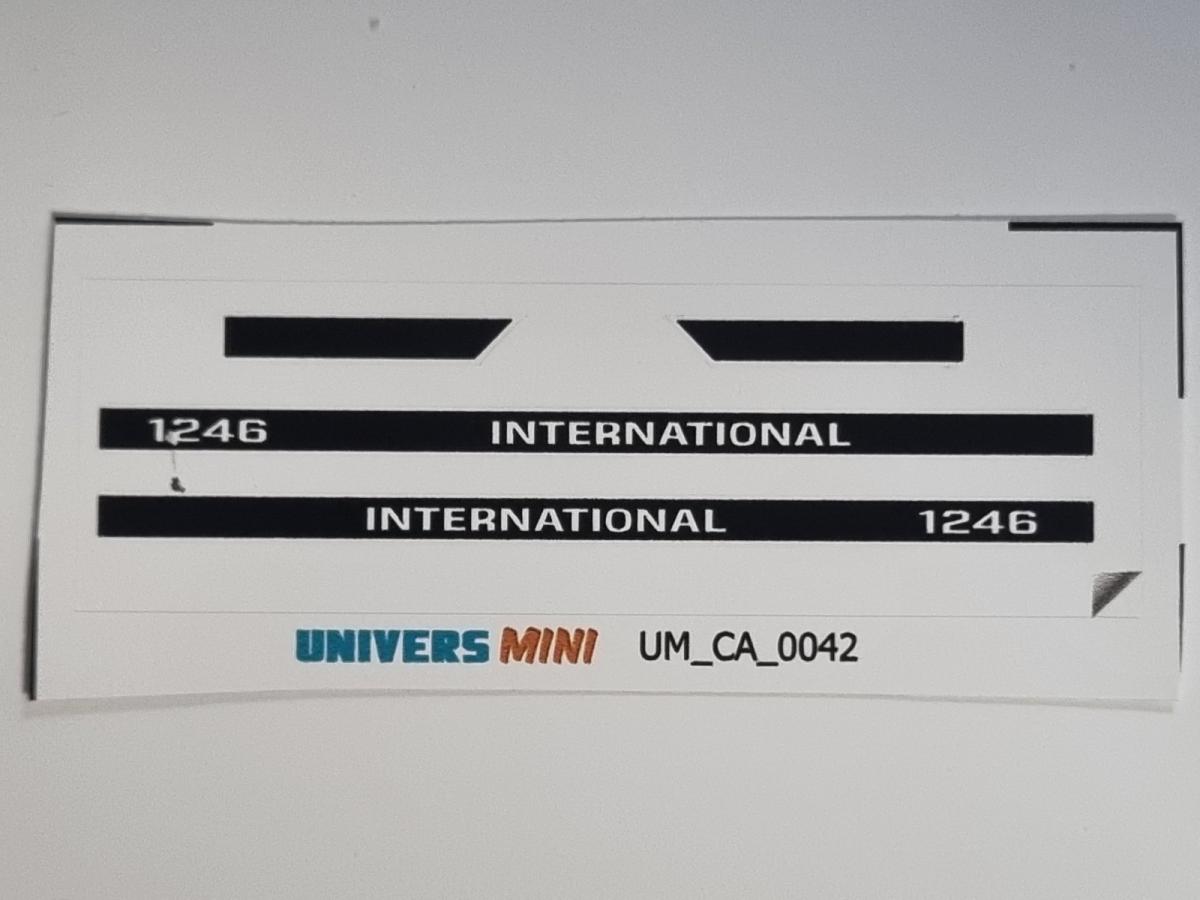 1246 INTERNATIONAL
INTERNATIONAL 1246
UNIVERS MINI UM_CA_0042